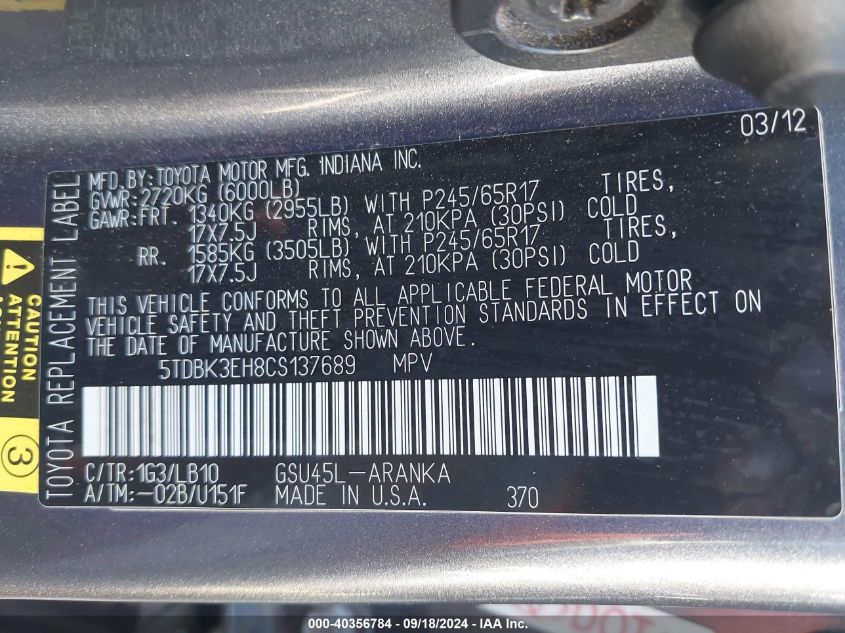 03/12
MFD.BY:TOYOTA MOTOR MFG. INDIANA INC.
GVWR:2720KG (6000LB)
GAWR:FRT. 1340KG (2955LB) WITH P245/65R17 TIRES,
17X7.5J RIMS, AT 210KPA (30PSI) COLD
RR. 1585KG (3505LB) WITH P245/65R17 TIRES,
17X7.5J RIMS, AT 210KPA (30PSI) COLD
THIS VEHICLE CONFORMS TO ALL APPLICABLE FEDERAL MOTOR
VEHICLE SAFETY AND THEFT PREVENTION STANDARDS IN EFFECT ON
THE DATE OF MANUFACTURE SHOWN ABOVE.
5TDBK3EH8CS137689 MPV
C/TR:1G3/LB10 GSU45L-ARANKA
A/TM:-02B/U151F MADE IN U.S.A. 370
TOYOTA REPLACEMENT LABEL
CAUTION
ATTENTION
3
000-40356784 - 09/18/2024 - IAA Inc.